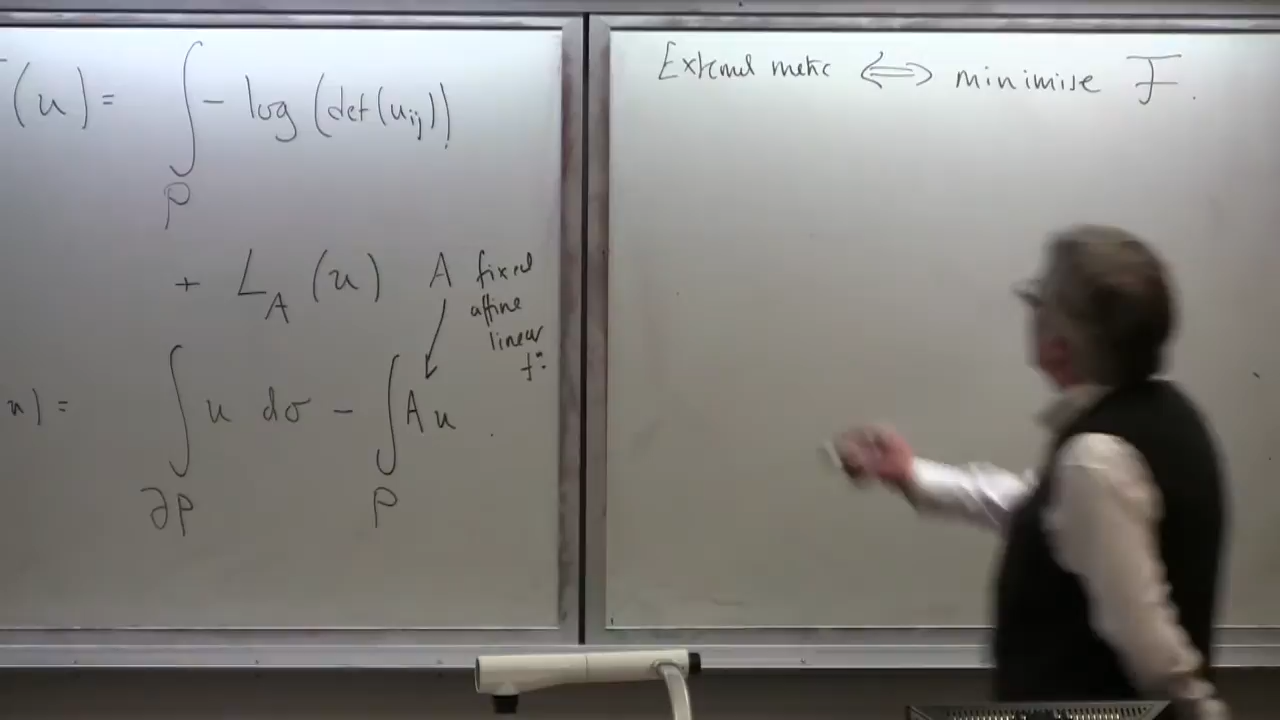 (u) = ∫_P - log (det(u_ij))
+ L_A (u) A fixed
affine
linear
fⁿ
u) = ∫_∂P u dσ - ∫_P A u .
Extremal metric ⟺ minimise F .